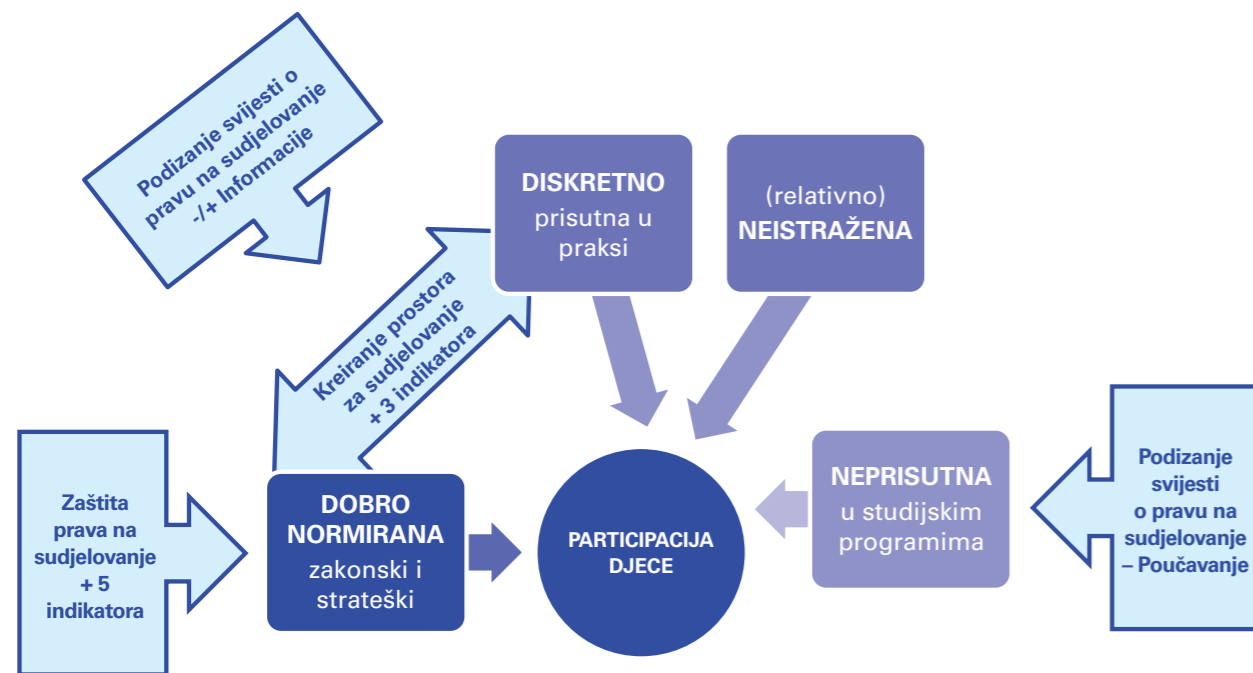 Podizanje svijesti o
pravu na sudjelovanje
-/+ Informacije
DISKRETNO
prisutna u
praksi
(relativno)
NEISTRAŽENA
Kreiranje prostora
za sudjelovanje
+ 3 indikatora
Zaštita
prava na
sudjelovanje
+ 5
indikatora
DOBRO
NORMIRANA
zakonski i
strateški
PARTICIPACIJA
DJECE
NEPRISUTNA
u studijskim
programima
Podizanje
svijesti
o pravu na
sudjelovanje
– Poučavanje